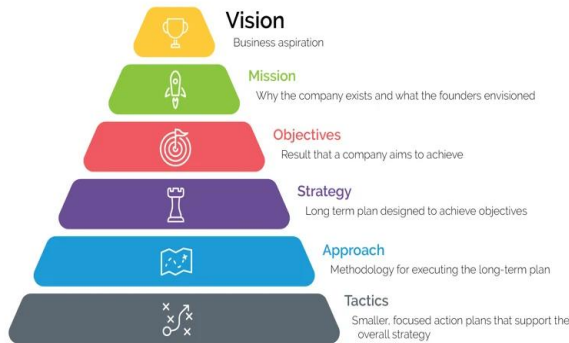 Vision
Business aspiration
Mission
Why the company exists and what the founders envisioned
Objectives
Result that a company aims to achieve
Strategy
Long term plan designed to achieve objectives
Approach
Methodology for executing the long-term plan
Tactics
Smaller, focused action plans that support the
overall strategy